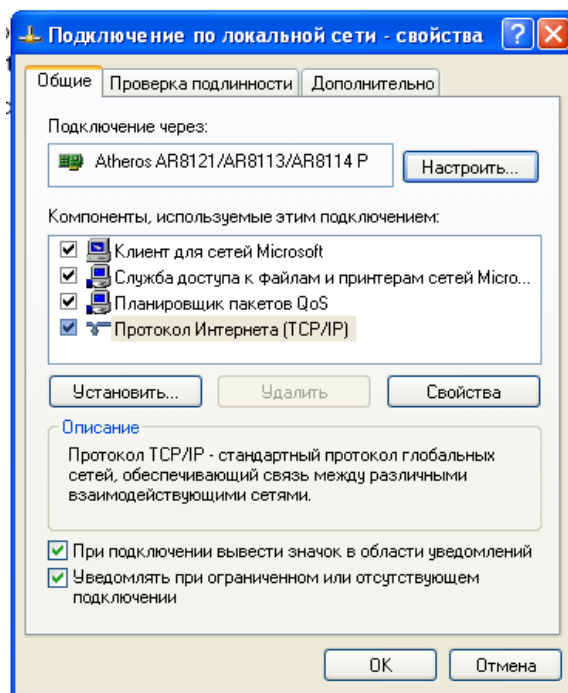 Подключение по локальной сети - свойства
Общие
Проверка подлинности
Дополнительно
Подключение через:
Atheros AR8121/AR8113/AR8114 P
Настроить...
Компоненты, используемые этим подключением:
Клиент для сетей Microsoft
Служба доступа к файлам и принтерам сетей Micro...
Планировщик пакетов QoS
Протокол Интернета (TCP/IP)
Установить...
Удалить
Свойства
Описание
Протокол TCP/IP - стандартный протокол глобальных
сетей, обеспечивающий связь между различными
взаимодействующими сетями.
При подключении вывести значок в области уведомлений
Уведомлять при ограниченном или отсутствующем
подключении
OK
Отмена